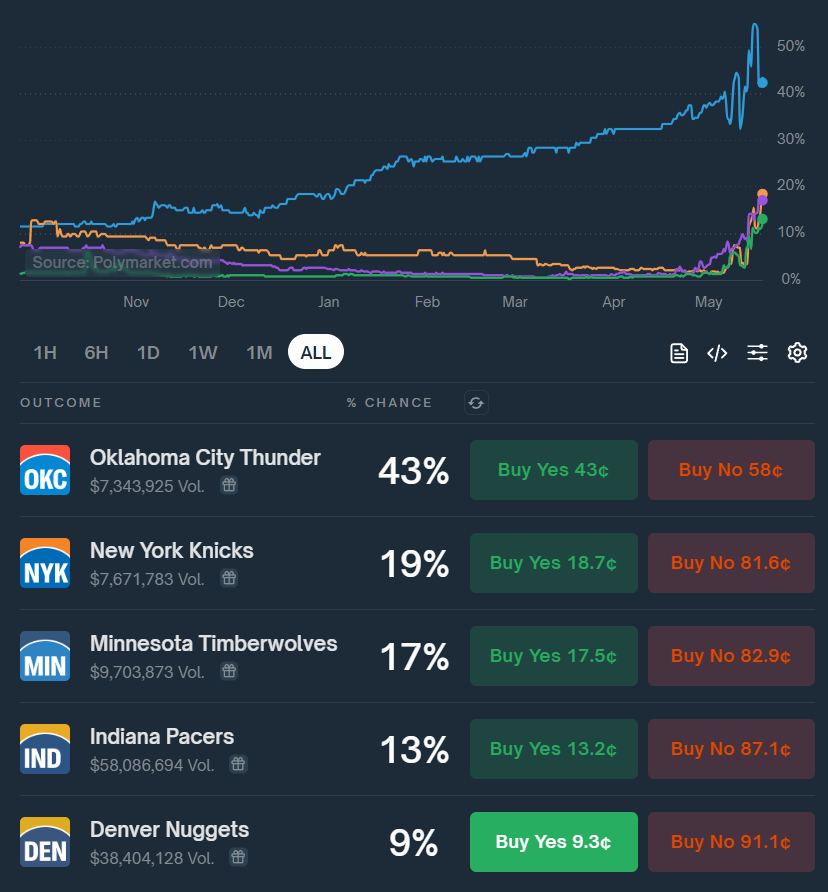 50%
40%
30%
20%
10%
Source: Polymarket.com
0%
Nov Dec Jan Feb Mar Apr May
1H 6H 1D 1W 1M ALL
OUTCOME % CHANCE
OKC
Oklahoma City Thunder
$7,343,925 Vol.
43%
Buy Yes 43¢
Buy No 58¢
NYK
New York Knicks
$7,671,783 Vol.
19%
Buy Yes 18.7¢
Buy No 81.6¢
MIN
Minnesota Timberwolves
$9,703,873 Vol.
17%
Buy Yes 17.5¢
Buy No 82.9¢
IND
Indiana Pacers
$58,086,694 Vol.
13%
Buy Yes 13.2¢
Buy No 87.1¢
DEN
Denver Nuggets
$38,404,128 Vol.
9%
Buy Yes 9.3¢
Buy No 91.1¢